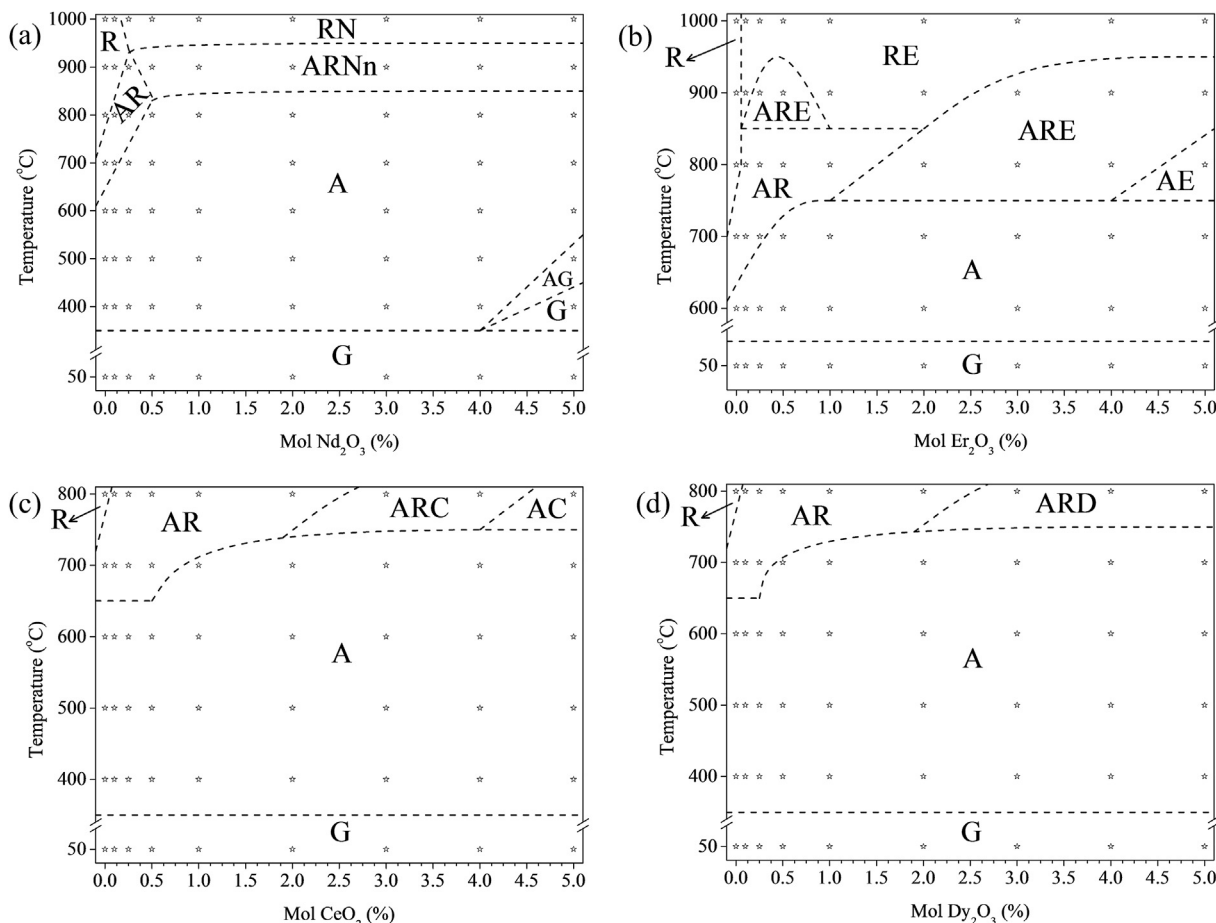 (a)
1000
900
800
700
600
500
400
50
Temperature (°C)
R
RN
ARNn
AR
A
AG
G
G
0.0 0.5 1.0 1.5 2.0 2.5 3.0 3.5 4.0 4.5 5.0
Mol Nd₂O₃ (%)
(b)
1000
900
800
700
600
50
Temperature (°C)
R
RE
ARE
ARE
AR
AE
A
G
0.0 0.5 1.0 1.5 2.0 2.5 3.0 3.5 4.0 4.5 5.0
Mol Er₂O₃ (%)
(c)
800
700
600
500
400
50
Temperature (°C)
R
AR
ARC
AC
A
G
0.0 0.5 1.0 1.5 2.0 2.5 3.0 3.5 4.0 4.5 5.0
Mol CeO₂ (%)
(d)
800
700
600
500
400
50
Temperature (°C)
R
AR
ARD
A
G
0.0 0.5 1.0 1.5 2.0 2.5 3.0 3.5 4.0 4.5 5.0
Mol Dy₂O₃ (%)